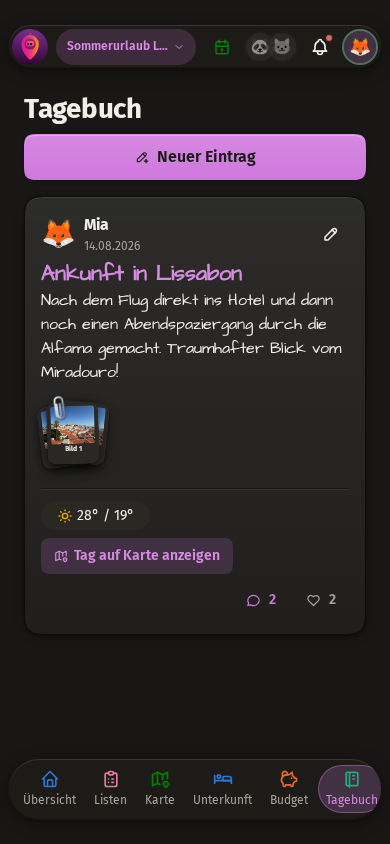 Sommerurlaub L...
Tagebuch
Neuer Eintrag
Mia
14.08.2026
Ankunft in Lissabon
Nach dem Flug direkt ins Hotel und dann
noch einen Abendspaziergang durch die
Alfama gemacht. Traumhafter Blick vom
Miradouro!
Bild 1
28° / 19°
Tag auf Karte anzeigen
2 2
Übersicht Listen Karte Unterkunft Budget Tagebuch